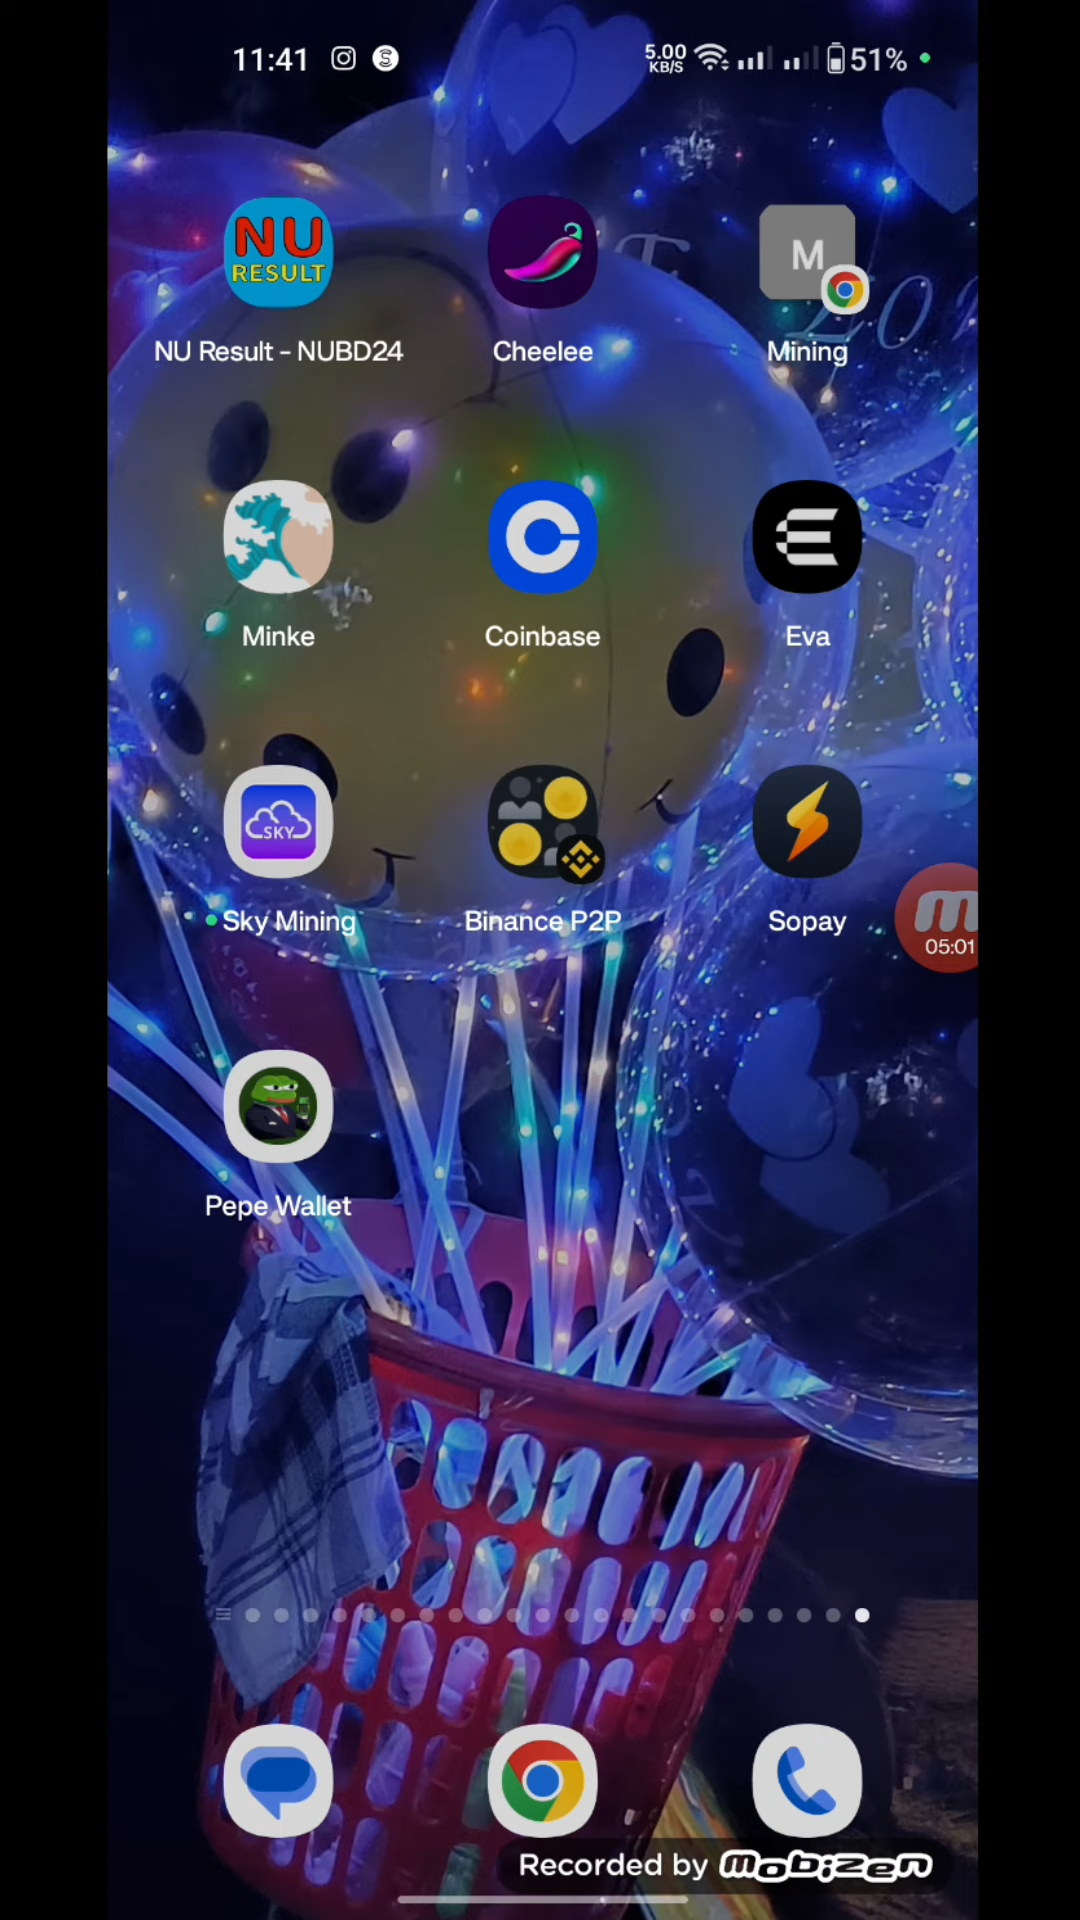 11:41
5.00
KB/S
51%
NU
RESULT
M
NU Result - NUBD24
Cheelee
Mining
Minke
Coinbase
Eva
SKY
Sky Mining
Binance P2P
Sopay
05:01
Pepe Wallet
Recorded by mobizen